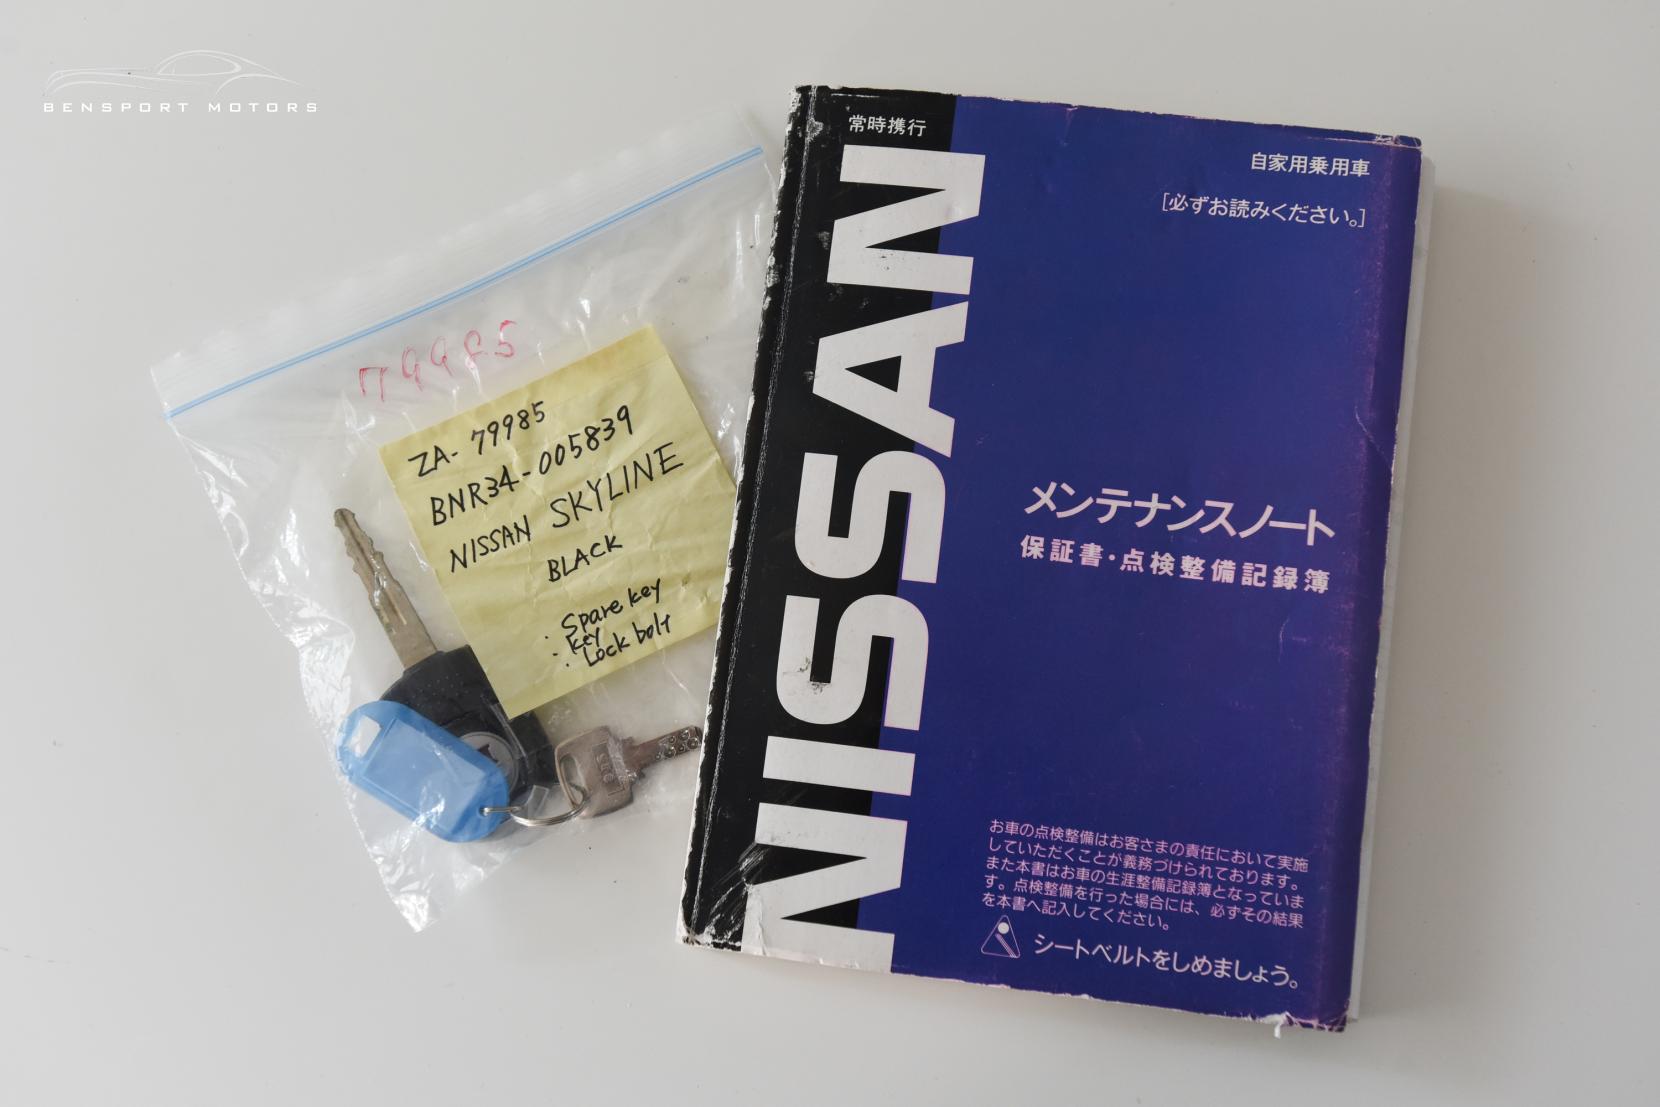 BENSPORT MOTORS
79985
ZA- 79985
BNR34-005839
NISSAN SKYLINE
BLACK
· Spare key
· key
· Lock bolt
常時携行
NISSAN
自家用乗用車
[必ずお読みください。]
メンテナンスノート
保証書・点検整備記録簿
お車の点検整備はお客さまの責任において実施
していただくことが義務づけられております。
また本書はお車の生涯整備記録簿となっていま
す。点検整備を行った場合には、必ずその結果
を本書へ記入してください。
シートベルトをしめましょう。